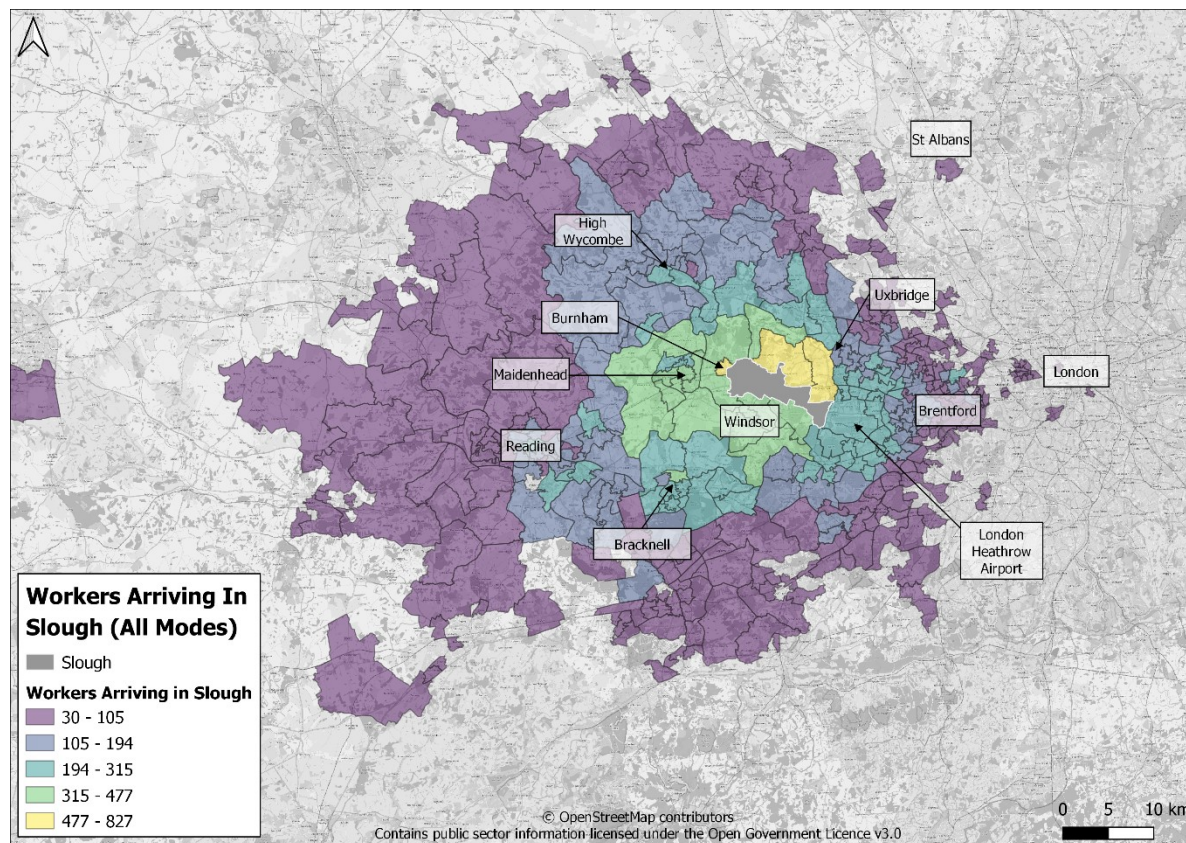 St Albans
High
Wycombe
Uxbridge
Burnham
Maidenhead
London
Brentford
Windsor
Reading
Bracknell
London
Heathrow
Airport
Workers Arriving In
Slough (All Modes)
Slough
Workers Arriving in Slough
30 - 105
105 - 194
194 - 315
315 - 477
477 - 827
0 5 10 km
© OpenStreetMap contributors
Contains public sector information licensed under the Open Government Licence v3.0